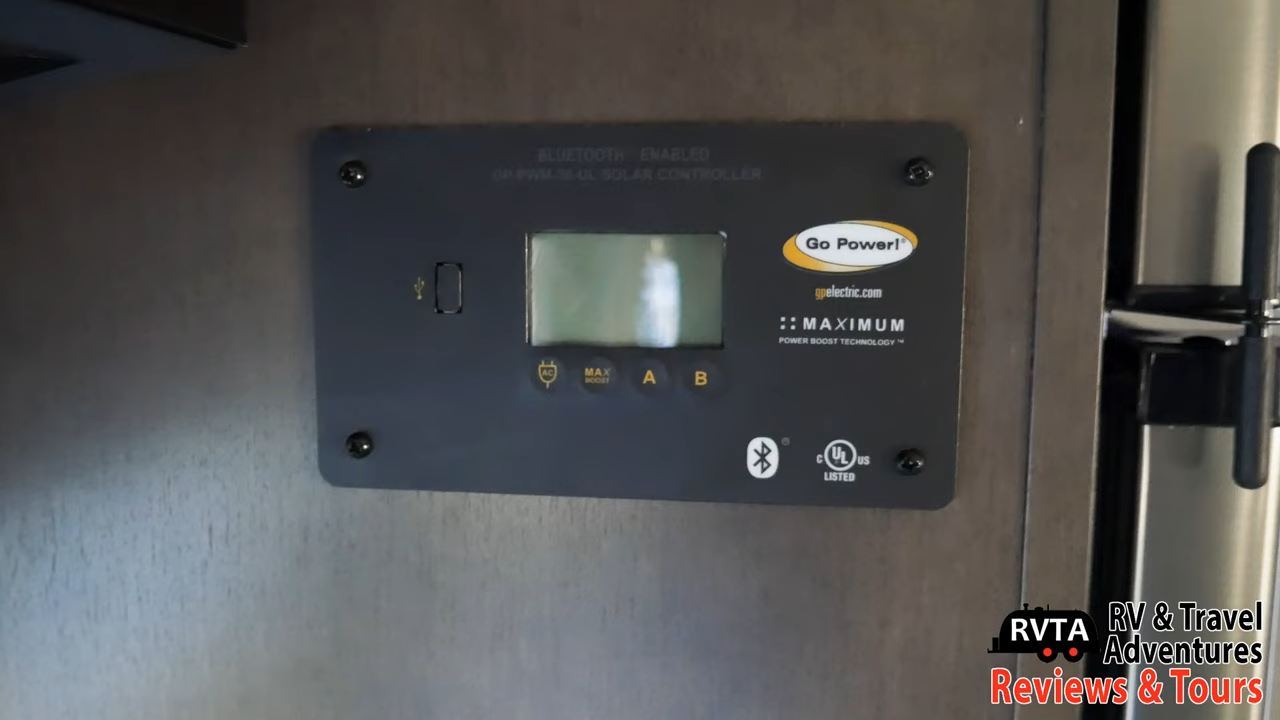 BLUETOOTH ENABLED
GP-PWM-30-UL SOLAR CONTROLLER
Go Power!®
gpelectric.com
MAXIMUM
POWER BOOST TECHNOLOGY™
AC
MAX
BOOST
A
B
®
C UL US
LISTED
RVTA
RV & Travel
Adventures
Reviews & Tours